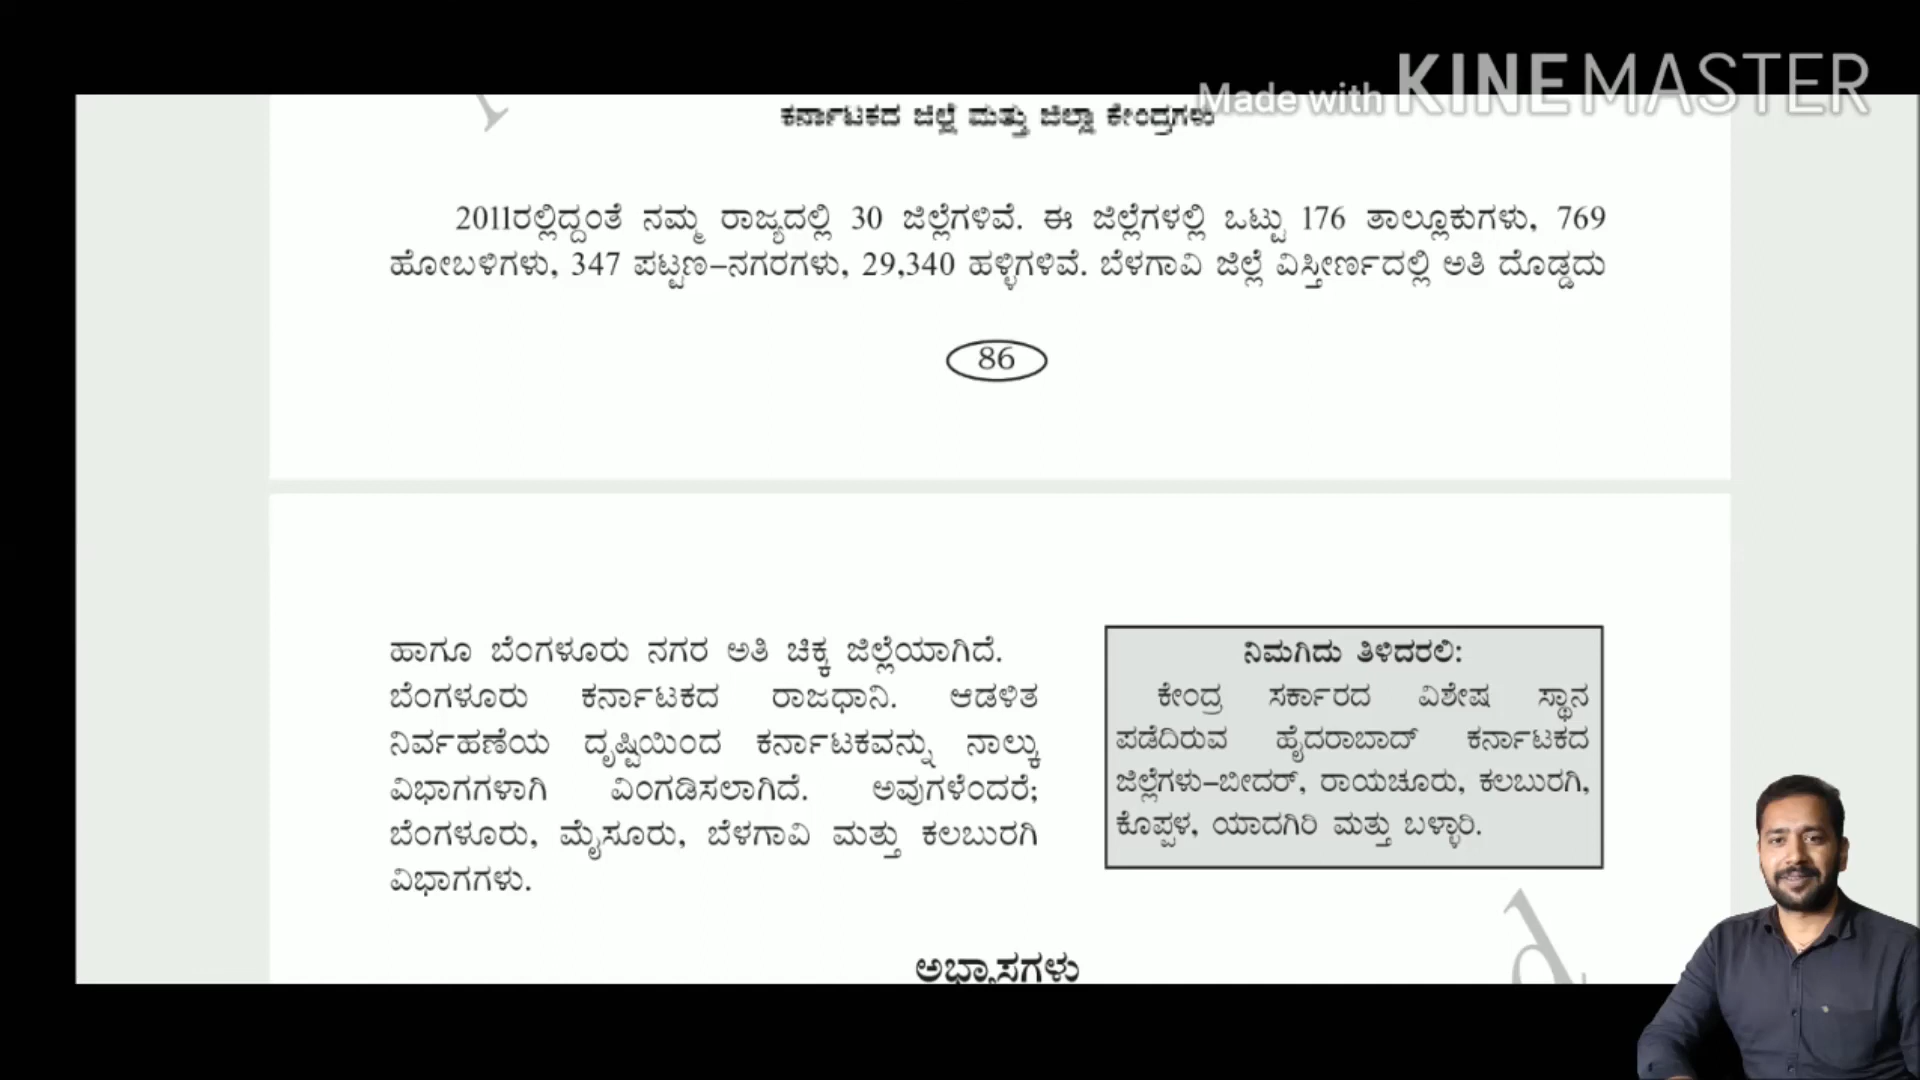 Made with KINEMASTER
ಕರ್ನಾಟಕದ ಜಿಲ್ಲೆ ಮತ್ತು ಜಿಲ್ಲಾ ಕೇಂದ್ರಗಳು
2011ರಲ್ಲಿದ್ದಂತೆ ನಮ್ಮ ರಾಜ್ಯದಲ್ಲಿ 30 ಜಿಲ್ಲೆಗಳಿವೆ. ಈ ಜಿಲ್ಲೆಗಳಲ್ಲಿ ಒಟ್ಟು 176 ತಾಲ್ಲೂಕುಗಳು, 769
ಹೋಬಳಿಗಳು, 347 ಪಟ್ಟಣ–ನಗರಗಳು, 29,340 ಹಳ್ಳಿಗಳಿವೆ. ಬೆಳಗಾವಿ ಜಿಲ್ಲೆ ವಿಸ್ತೀರ್ಣದಲ್ಲಿ ಅತಿ ದೊಡ್ಡದು
86
ಹಾಗೂ ಬೆಂಗಳೂರು ನಗರ ಅತಿ ಚಿಕ್ಕ ಜಿಲ್ಲೆಯಾಗಿದೆ.
ಬೆಂಗಳೂರು ಕರ್ನಾಟಕದ ರಾಜಧಾನಿ. ಆಡಳಿತ
ನಿರ್ವಹಣೆಯ ದೃಷ್ಟಿಯಿಂದ ಕರ್ನಾಟಕವನ್ನು ನಾಲ್ಕು
ವಿಭಾಗಗಳಾಗಿ ವಿಂಗಡಿಸಲಾಗಿದೆ. ಅವುಗಳೆಂದರೆ;
ಬೆಂಗಳೂರು, ಮೈಸೂರು, ಬೆಳಗಾವಿ ಮತ್ತು ಕಲಬುರಗಿ
ವಿಭಾಗಗಳು.
ನಿಮಗಿದು ತಿಳಿದರಲಿ:
ಕೇಂದ್ರ ಸರ್ಕಾರದ ವಿಶೇಷ ಸ್ಥಾನ
ಪಡೆದಿರುವ ಹೈದರಾಬಾದ್ ಕರ್ನಾಟಕದ
ಜಿಲ್ಲೆಗಳು–ಬೀದರ್, ರಾಯಚೂರು, ಕಲಬುರಗಿ,
ಕೊಪ್ಪಳ, ಯಾದಗಿರಿ ಮತ್ತು ಬಳ್ಳಾರಿ.
ಅಭ್ಯಾಸಗಳು